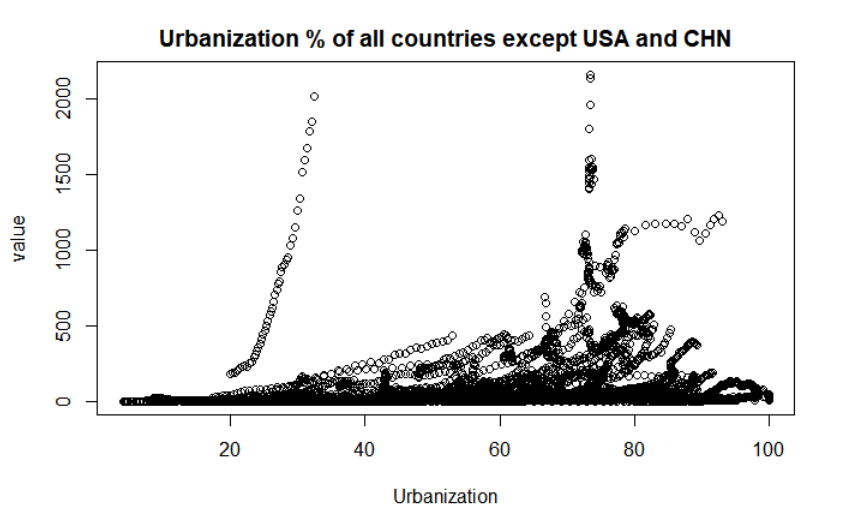 Urbanization % of all countries except USA and CHN
2000
1500
1000
500
0
value
20 40 60 80 100
Urbanization